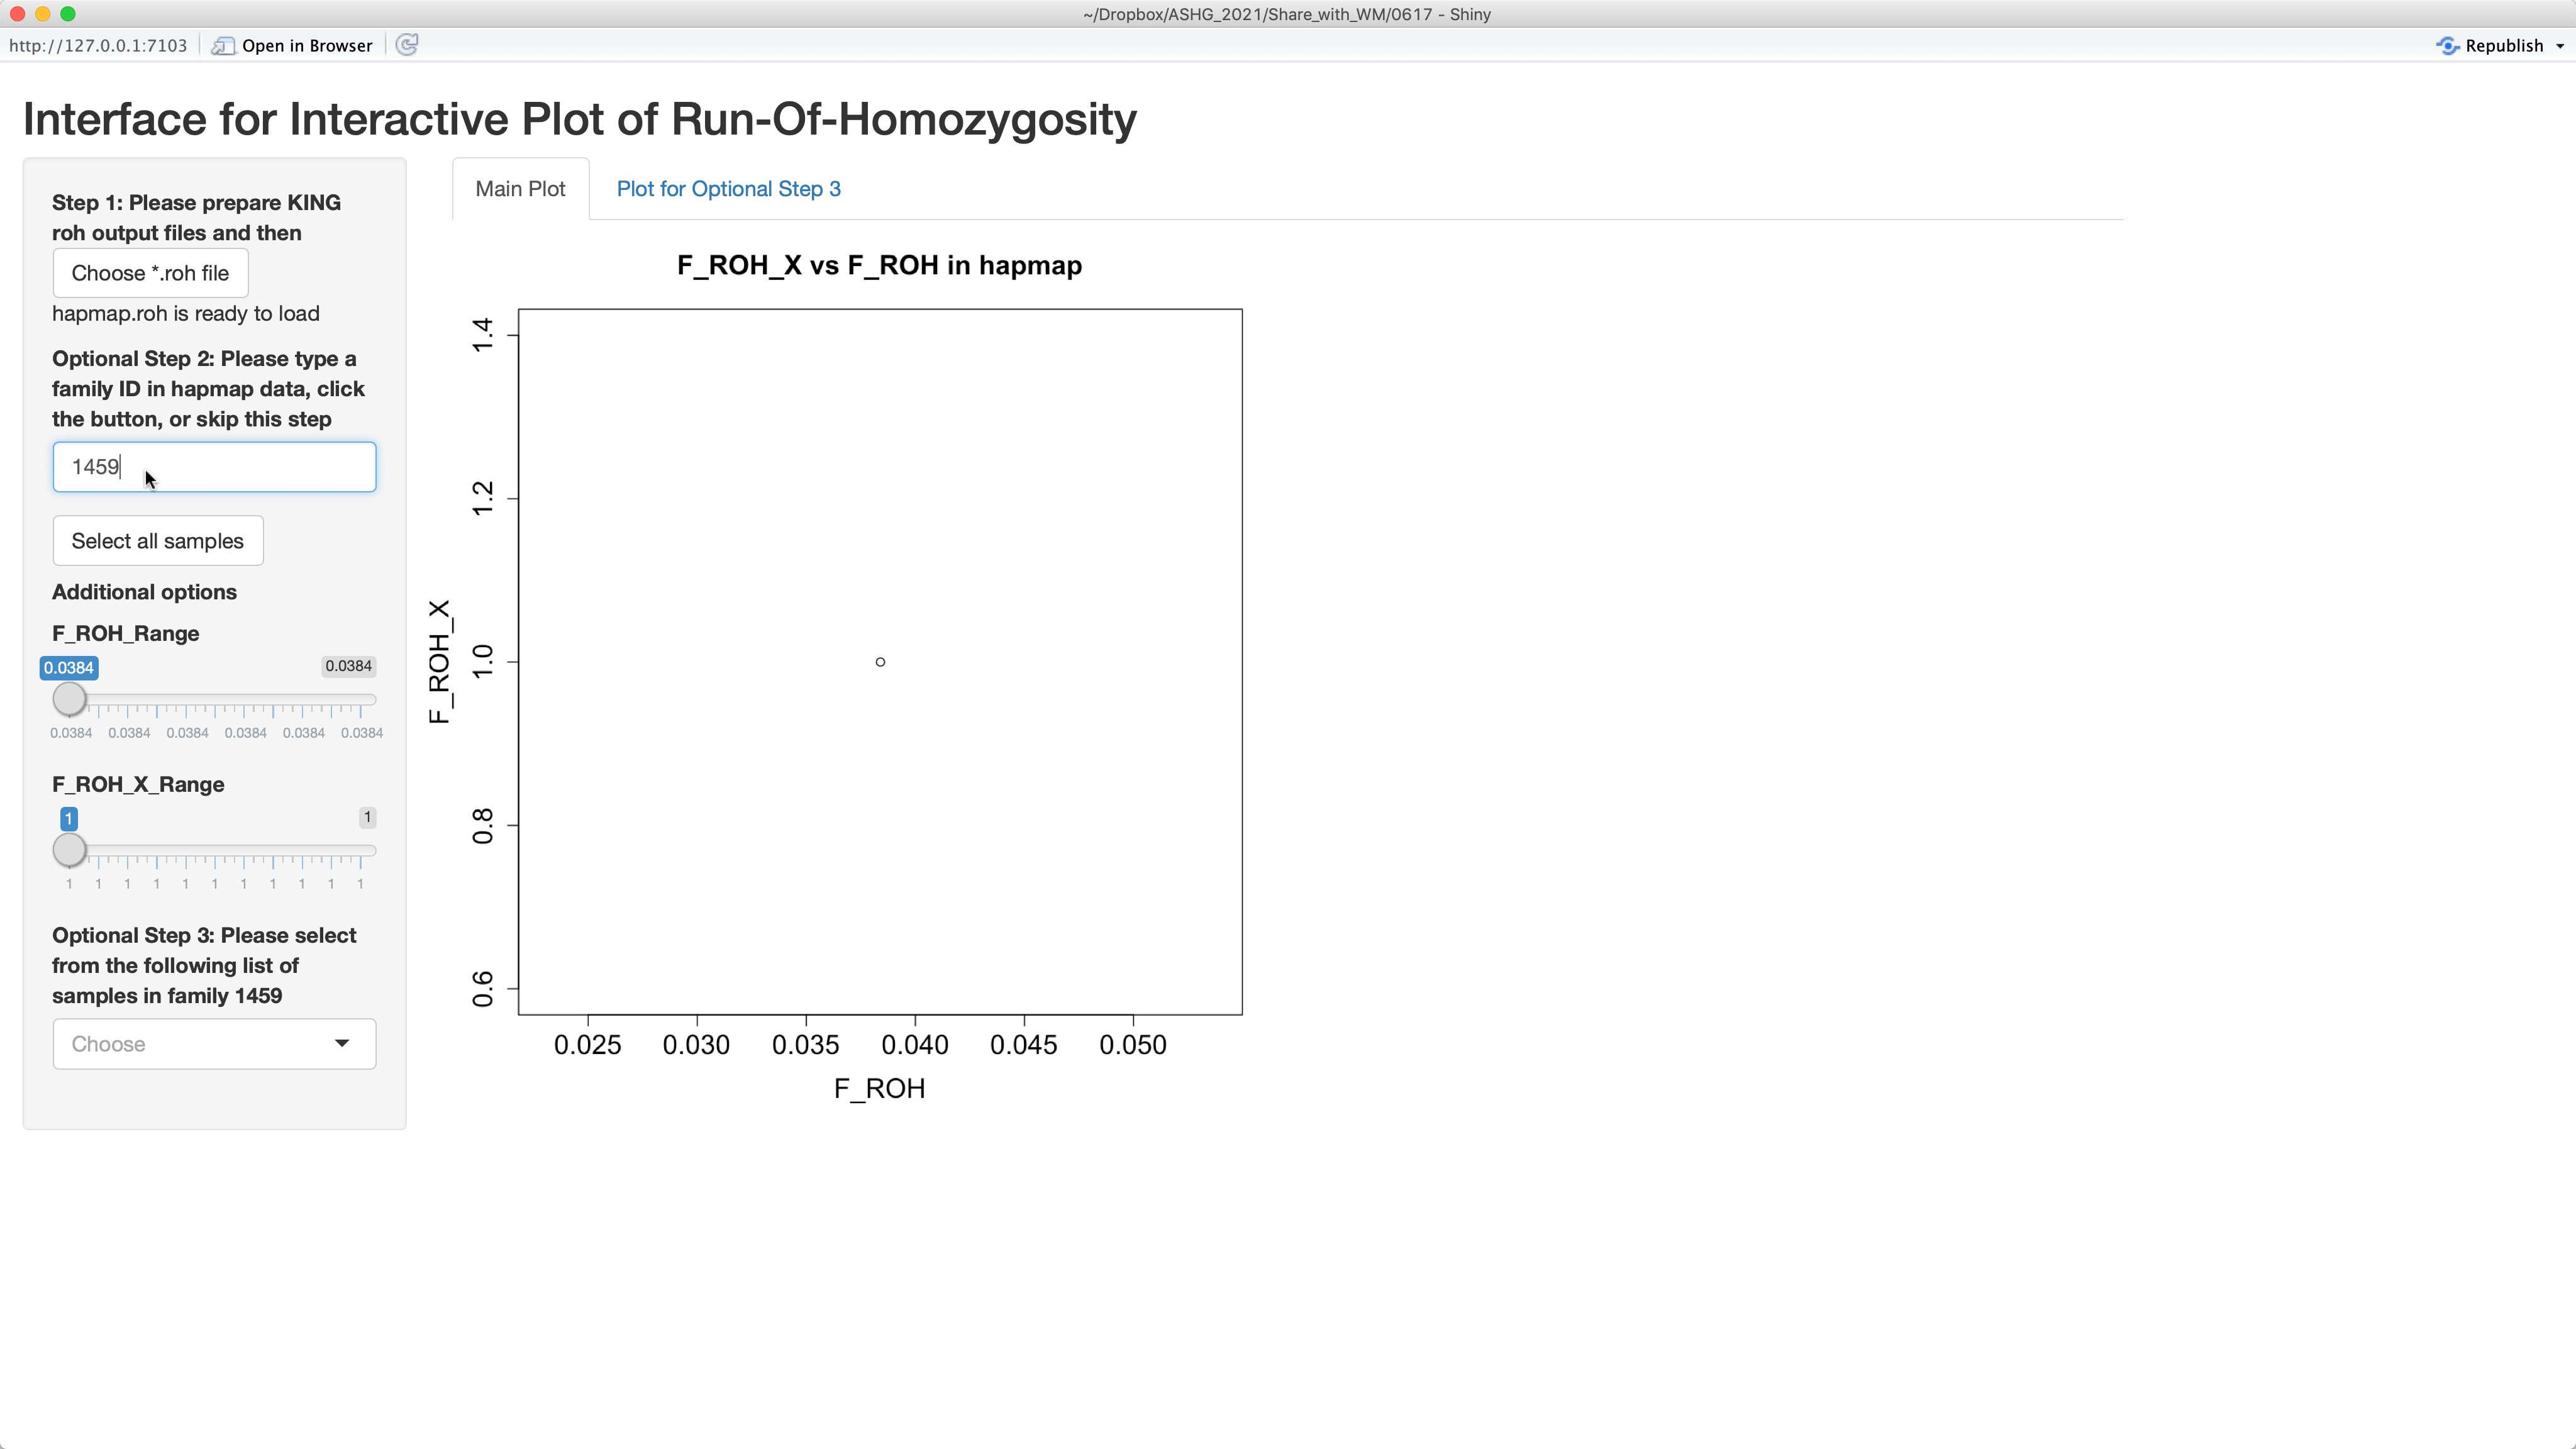 ~/Dropbox/ASHG_2021/Share_with_WM/0617 - Shiny
http://127.0.0.1:7103
Open in Browser
Republish
Interface for Interactive Plot of Run-Of-Homozygosity
Step 1: Please prepare KING
roh output files and then
Choose *.roh file
hapmap.roh is ready to load
Optional Step 2: Please type a
family ID in hapmap data, click
the button, or skip this step
1459
Select all samples
Additional options
F_ROH_Range
0.0384 0.0384
0.0384 0.0384 0.0384 0.0384 0.0384 0.0384
F_ROH_X_Range
1 1
1 1 1 1 1 1 1 1 1 1 1
Optional Step 3: Please select
from the following list of
samples in family 1459
Choose
Main Plot
Plot for Optional Step 3
F_ROH_X vs F_ROH in hapmap
F_ROH_X
1.4
1.2
1.0
0.8
0.6
0.025 0.030 0.035 0.040 0.045 0.050
F_ROH